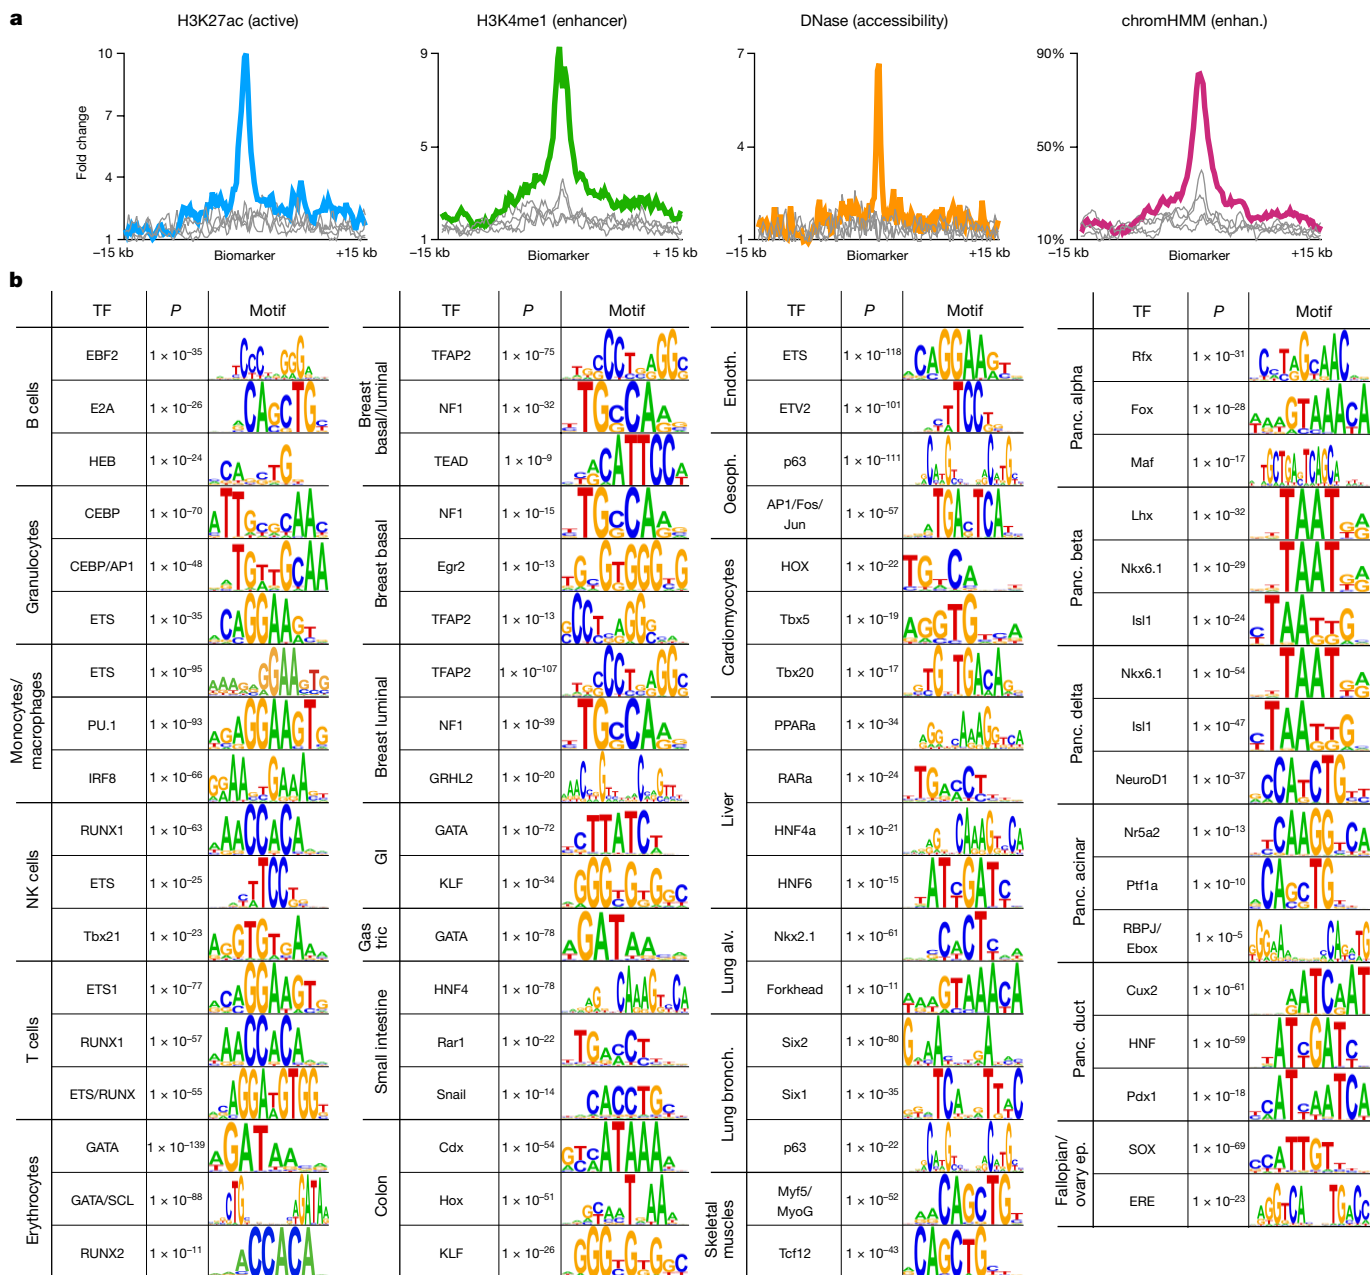 a
H3K27ac (active)
H3K4me1 (enhancer)
DNase (accessibility)
chromHMM (enhan.)
Fold change
10
7
4
1
−15 kb
Biomarker
+15 kb
9
5
1
−15 kb
Biomarker
+ 15 kb
7
4
1
−15 kb
Biomarker
+15 kb
90%
50%
10%
−15 kb
Biomarker
+15 kb
b
TF P Motif
B cells
EBF2 1 × 10−35
E2A 1 × 10−26
HEB 1 × 10−24
Granulocytes
CEBP 1 × 10−70
CEBP/AP1 1 × 10−48
ETS 1 × 10−35
Monocytes/
macrophages
ETS 1 × 10−95
PU.1 1 × 10−93
IRF8 1 × 10−66
NK cells
RUNX1 1 × 10−63
ETS 1 × 10−25
Tbx21 1 × 10−23
T cells
ETS1 1 × 10−77
RUNX1 1 × 10−57
ETS/RUNX 1 × 10−55
Erythrocytes
GATA 1 × 10−139
GATA/SCL 1 × 10−88
RUNX2 1 × 10−11
TF P Motif
Breast
basal/luminal
TFAP2 1 × 10−75
NF1 1 × 10−32
TEAD 1 × 10−9
Breast basal
NF1 1 × 10−15
Egr2 1 × 10−13
TFAP2 1 × 10−13
Breast luminal
TFAP2 1 × 10−107
NF1 1 × 10−39
GRHL2 1 × 10−20
GI
GATA 1 × 10−72
KLF 1 × 10−34
Gas
tric
GATA 1 × 10−78
Small intestine
HNF4 1 × 10−78
Rar1 1 × 10−22
Snail 1 × 10−14
Colon
Cdx 1 × 10−54
Hox 1 × 10−51
KLF 1 × 10−26
TF P Motif
Endoth.
ETS 1 × 10−118
ETV2 1 × 10−101
Oesoph.
p63 1 × 10−111
AP1/Fos/
Jun 1 × 10−57
Cardiomyocytes
HOX 1 × 10−22
Tbx5 1 × 10−19
Tbx20 1 × 10−17
Liver
PPARa 1 × 10−34
RARa 1 × 10−24
HNF4a 1 × 10−21
HNF6 1 × 10−15
Lung alv.
Nkx2.1 1 × 10−61
Forkhead 1 × 10−11
Lung bronch.
Six2 1 × 10−80
Six1 1 × 10−35
p63 1 × 10−22
Skeletal
muscles
Myf5/
MyoG 1 × 10−52
Tcf12 1 × 10−43
TF P Motif
Panc. alpha
Rfx 1 × 10−31
Fox 1 × 10−28
Maf 1 × 10−17
Panc. beta
Lhx 1 × 10−32
Nkx6.1 1 × 10−29
Isl1 1 × 10−24
Panc. delta
Nkx6.1 1 × 10−54
Isl1 1 × 10−47
NeuroD1 1 × 10−37
Panc. acinar
Nr5a2 1 × 10−13
Ptf1a 1 × 10−10
RBPJ/
Ebox 1 × 10−5
Panc. duct
Cux2 1 × 10−61
HNF 1 × 10−59
Pdx1 1 × 10−18
Fallopian/
ovary ep.
SOX 1 × 10−69
ERE 1 × 10−23